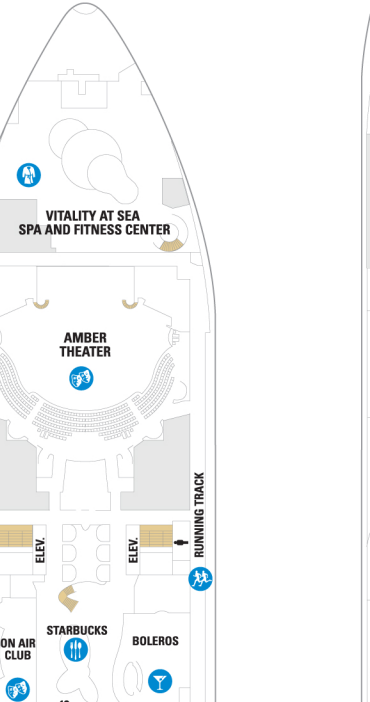 VITALITY AT SEA
SPA AND FITNESS CENTER
AMBER
THEATER
RUNNING TRACK
ELEV.
ELEV.
STARBUCKS
BOLEROS
ON AIR
CLUB